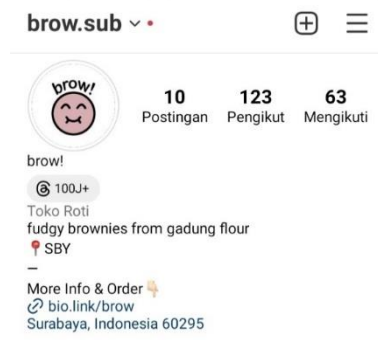 brow.sub
brow!
10 123 63
Postingan Pengikut Mengikuti
brow!
100J+
Toko Roti
fudgy brownies from gadung flour
📍 SBY
–
More Info & Order 👇🏻
bio.link/brow
Surabaya, Indonesia 60295